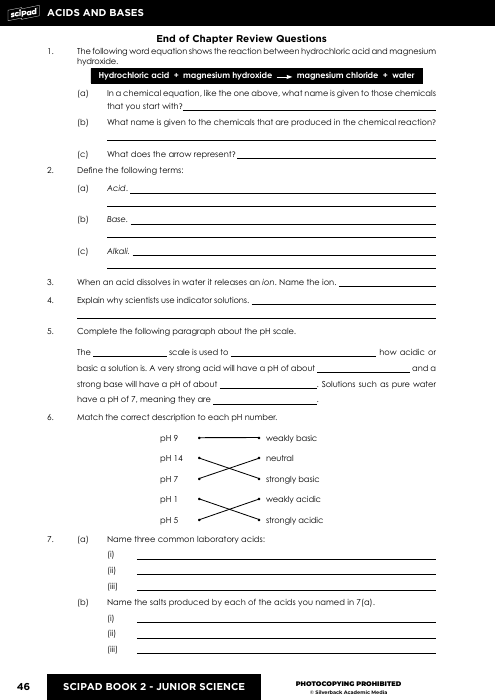 scipad ACIDS AND BASES
End of Chapter Review Questions
1. The following word equation shows the reaction between hydrochloric acid and magnesium
hydroxide.
Hydrochloric acid + magnesium hydroxide → magnesium chloride + water
(a) In a chemical equation, like the one above, what name is given to those chemicals
that you start with?
(b) What name is given to the chemicals that are produced in the chemical reaction?
(c) What does the arrow represent?
2. Define the following terms:
(a) Acid.
(b) Base.
(c) Alkali.
3. When an acid dissolves in water it releases an ion. Name the ion.
4. Explain why scientists use indicator solutions.
5. Complete the following paragraph about the pH scale.
The scale is used to how acidic or
basic a solution is. A very strong acid will have a pH of about and a
strong base will have a pH of about . Solutions such as pure water
have a pH of 7, meaning they are .
6. Match the correct description to each pH number.
pH 9 weakly basic
pH 14 neutral
pH 7 strongly basic
pH 1 weakly acidic
pH 5 strongly acidic
7. (a) Name three common laboratory acids:
(i)
(ii)
(iii)
(b) Name the salts produced by each of the acids you named in 7(a).
(i)
(ii)
(iii)
46 SCIPAD BOOK 2 - JUNIOR SCIENCE PHOTOCOPYING PROHIBITED
© Silverback Academic Media